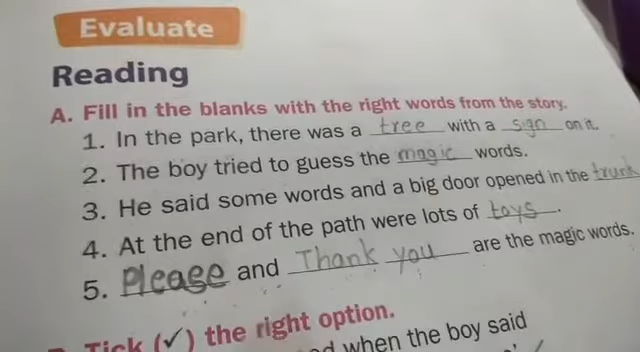 Evaluate
Reading
A. Fill in the blanks with the right words from the story.
1. In the park, there was a tree with a sign on it.
2. The boy tried to guess the magic words.
3. He said some words and a big door opened in the trunk
4. At the end of the path were lots of toys.
5. Please and Thank you are the magic words.
Tick (✓) the right option.
when the boy said